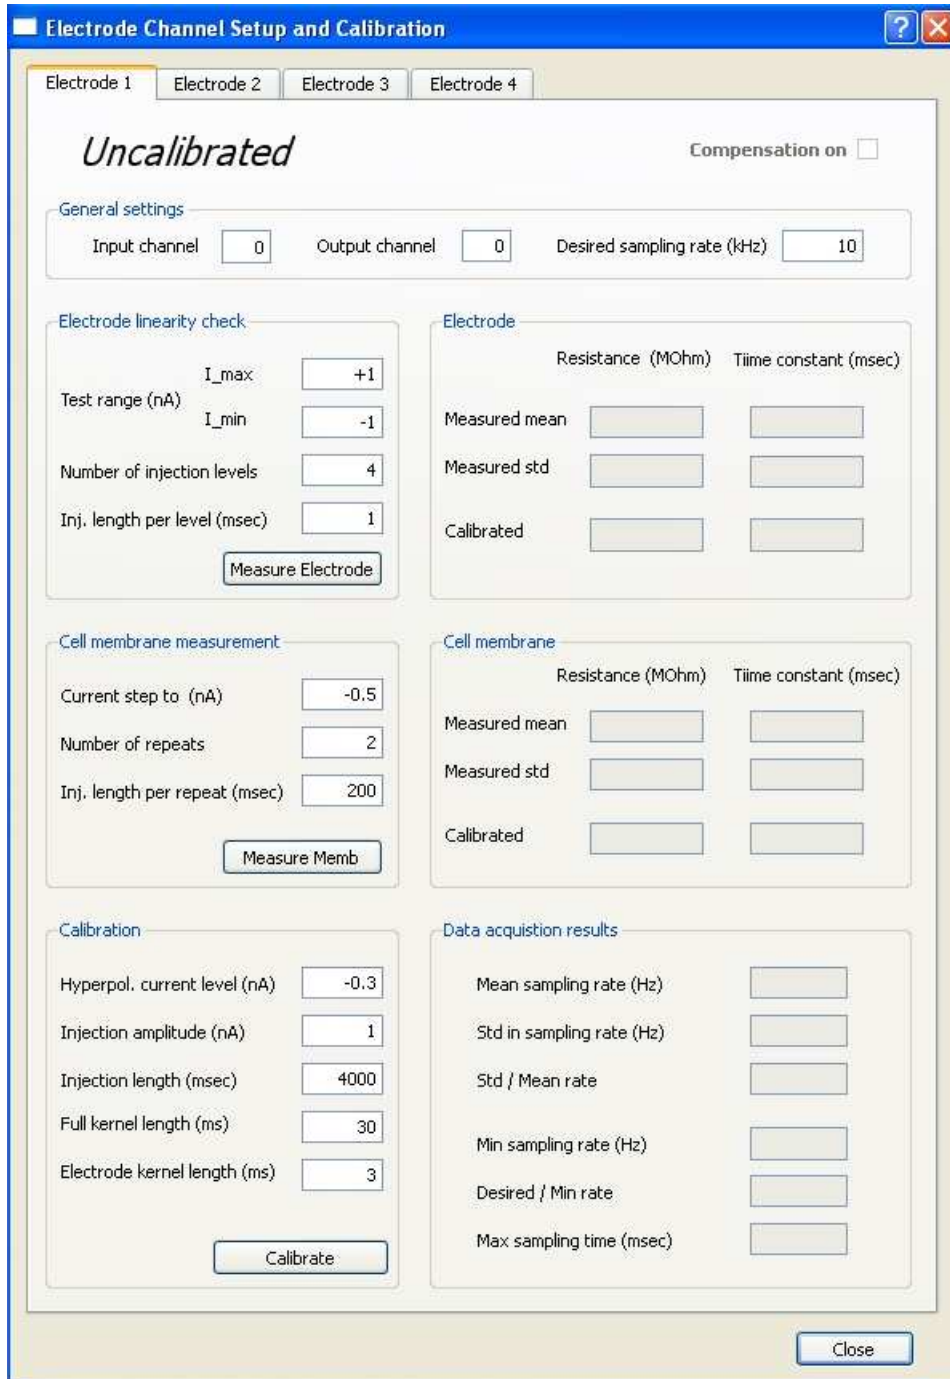 Electrode Channel Setup and Calibration
Electrode 1 Electrode 2 Electrode 3 Electrode 4
Uncalibrated Compensation on
General settings
Input channel 0 Output channel 0 Desired sampling rate (kHz) 10
Electrode linearity check
I_max +1
Test range (nA)
I_min -1
Number of injection levels 4
Inj. length per level (msec) 1
Measure Electrode
Electrode
Resistance (MOhm) Tiime constant (msec)
Measured mean
Measured std
Calibrated
Cell membrane measurement
Current step to (nA) -0.5
Number of repeats 2
Inj. length per repeat (msec) 200
Measure Memb
Cell membrane
Resistance (MOhm) Tiime constant (msec)
Measured mean
Measured std
Calibrated
Calibration
Hyperpol. current level (nA) -0.3
Injection amplitude (nA) 1
Injection length (msec) 4000
Full kernel length (ms) 30
Electrode kernel length (ms) 3
Calibrate
Data acquistion results
Mean sampling rate (Hz)
Std in sampling rate (Hz)
Std / Mean rate
Min sampling rate (Hz)
Desired / Min rate
Max sampling time (msec)
Close